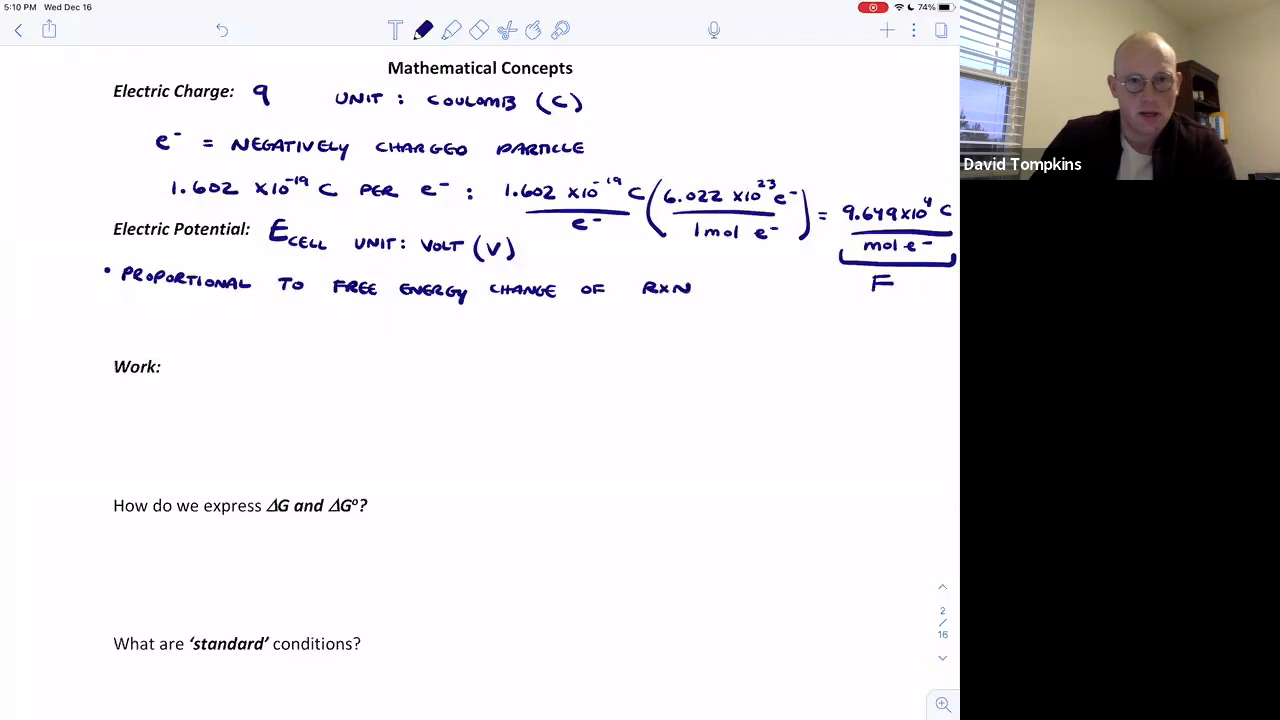 5:10 PM Wed Dec 16
74%
Mathematical Concepts
Electric Charge: q UNIT : COULOMB (C)
e⁻ = NEGATIVELY CHARGED PARTICLE
1.602 x10⁻¹⁹ C PER e⁻ : 1.602 x10⁻¹⁹ C / e⁻ (6.022 x10²³ e⁻ / 1 mol e⁻) = 9.649 x10⁴ C / mol e⁻
F
Electric Potential: E CELL UNIT: VOLT (V)
• PROPORTIONAL TO FREE ENERGY CHANGE OF RXN
Work:
How do we express ΔG and ΔG°?
What are ‘standard’ conditions?
2
/
16
David Tompkins